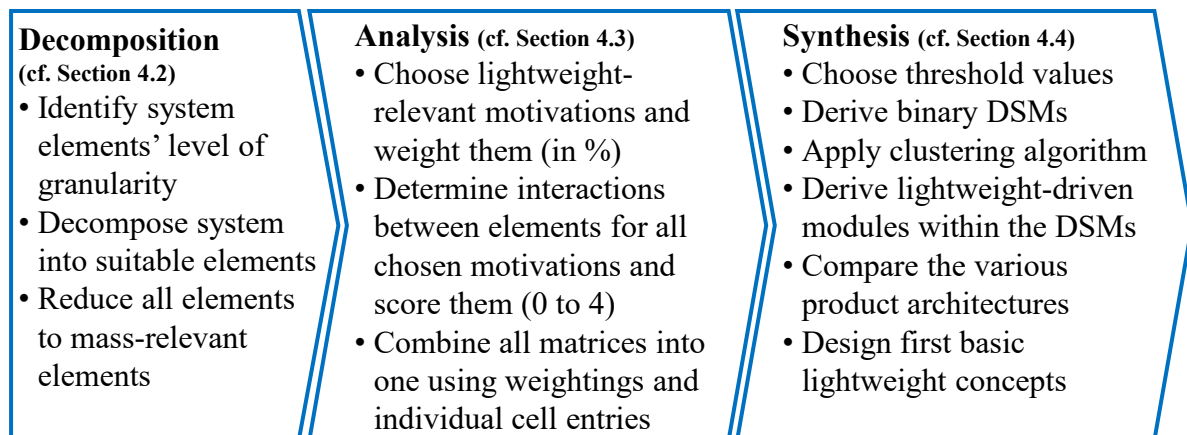 Decomposition
(cf. Section 4.2)
• Identify system
elements’ level of
granularity
• Decompose system
into suitable elements
• Reduce all elements
to mass-relevant
elements
Analysis (cf. Section 4.3)
• Choose lightweight-
relevant motivations and
weight them (in %)
• Determine interactions
between elements for all
chosen motivations and
score them (0 to 4)
• Combine all matrices into
one using weightings and
individual cell entries
Synthesis (cf. Section 4.4)
• Choose threshold values
• Derive binary DSMs
• Apply clustering algorithm
• Derive lightweight-driven
modules within the DSMs
• Compare the various
product architectures
• Design first basic
lightweight concepts